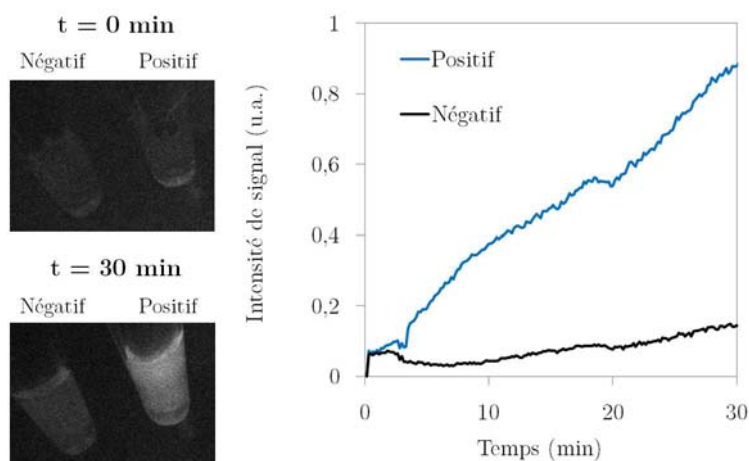 t = 0 min
Négatif Positif
t = 30 min
Négatif Positif
Intensité de signal (u.a.)
1
0,8
0,6
0,4
0,2
0
0 10 20 30
Temps (min)
Positif
Négatif